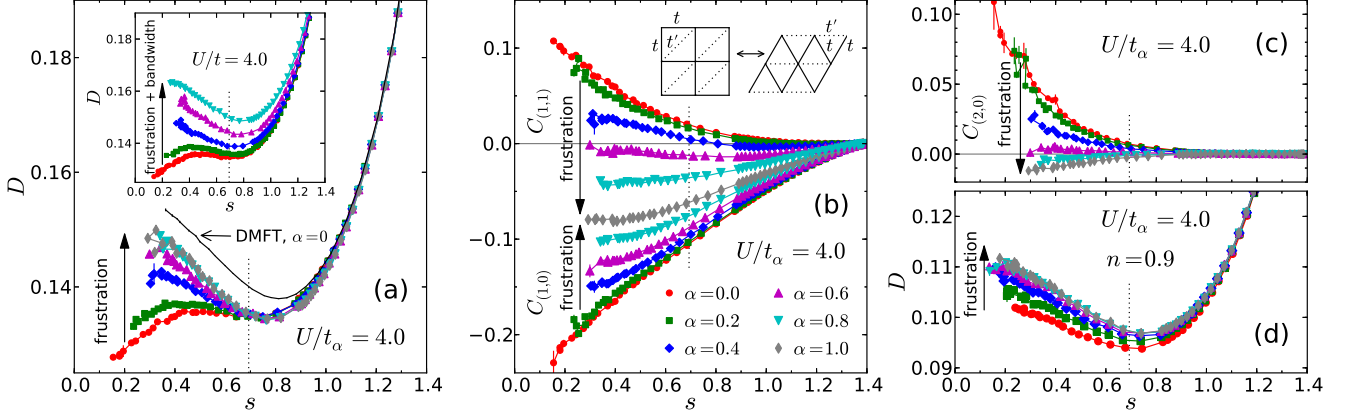 0.18
0.16
0.14
D
0.0 0.2 0.4 0.6 0.8 1.0 1.2 1.4
s
frustration
DMFT, α=0
(a)
U/t_α = 4.0
0.20
0.18
0.16
0.14
D
0.0 0.2 0.4 0.6 0.8 1.0 1.2 1.4
s
frustration + bandwidth
U/t = 4.0
0.1
0.0
−0.1
−0.2
C_(1,1)
C_(1,0)
0.0 0.2 0.4 0.6 0.8 1.0 1.2 1.4
s
t
t t′
t′
t′ t
frustration
frustration
(b)
U/t_α = 4.0
α=0.0 α=0.6
α=0.2 α=0.8
α=0.4 α=1.0
0.10
0.05
0.00
C_(2,0)
frustration
U/t_α = 4.0
(c)
0.12
0.11
0.10
0.09
D
0.0 0.2 0.4 0.6 0.8 1.0 1.2 1.4
s
frustration
U/t_α = 4.0
n=0.9
(d)